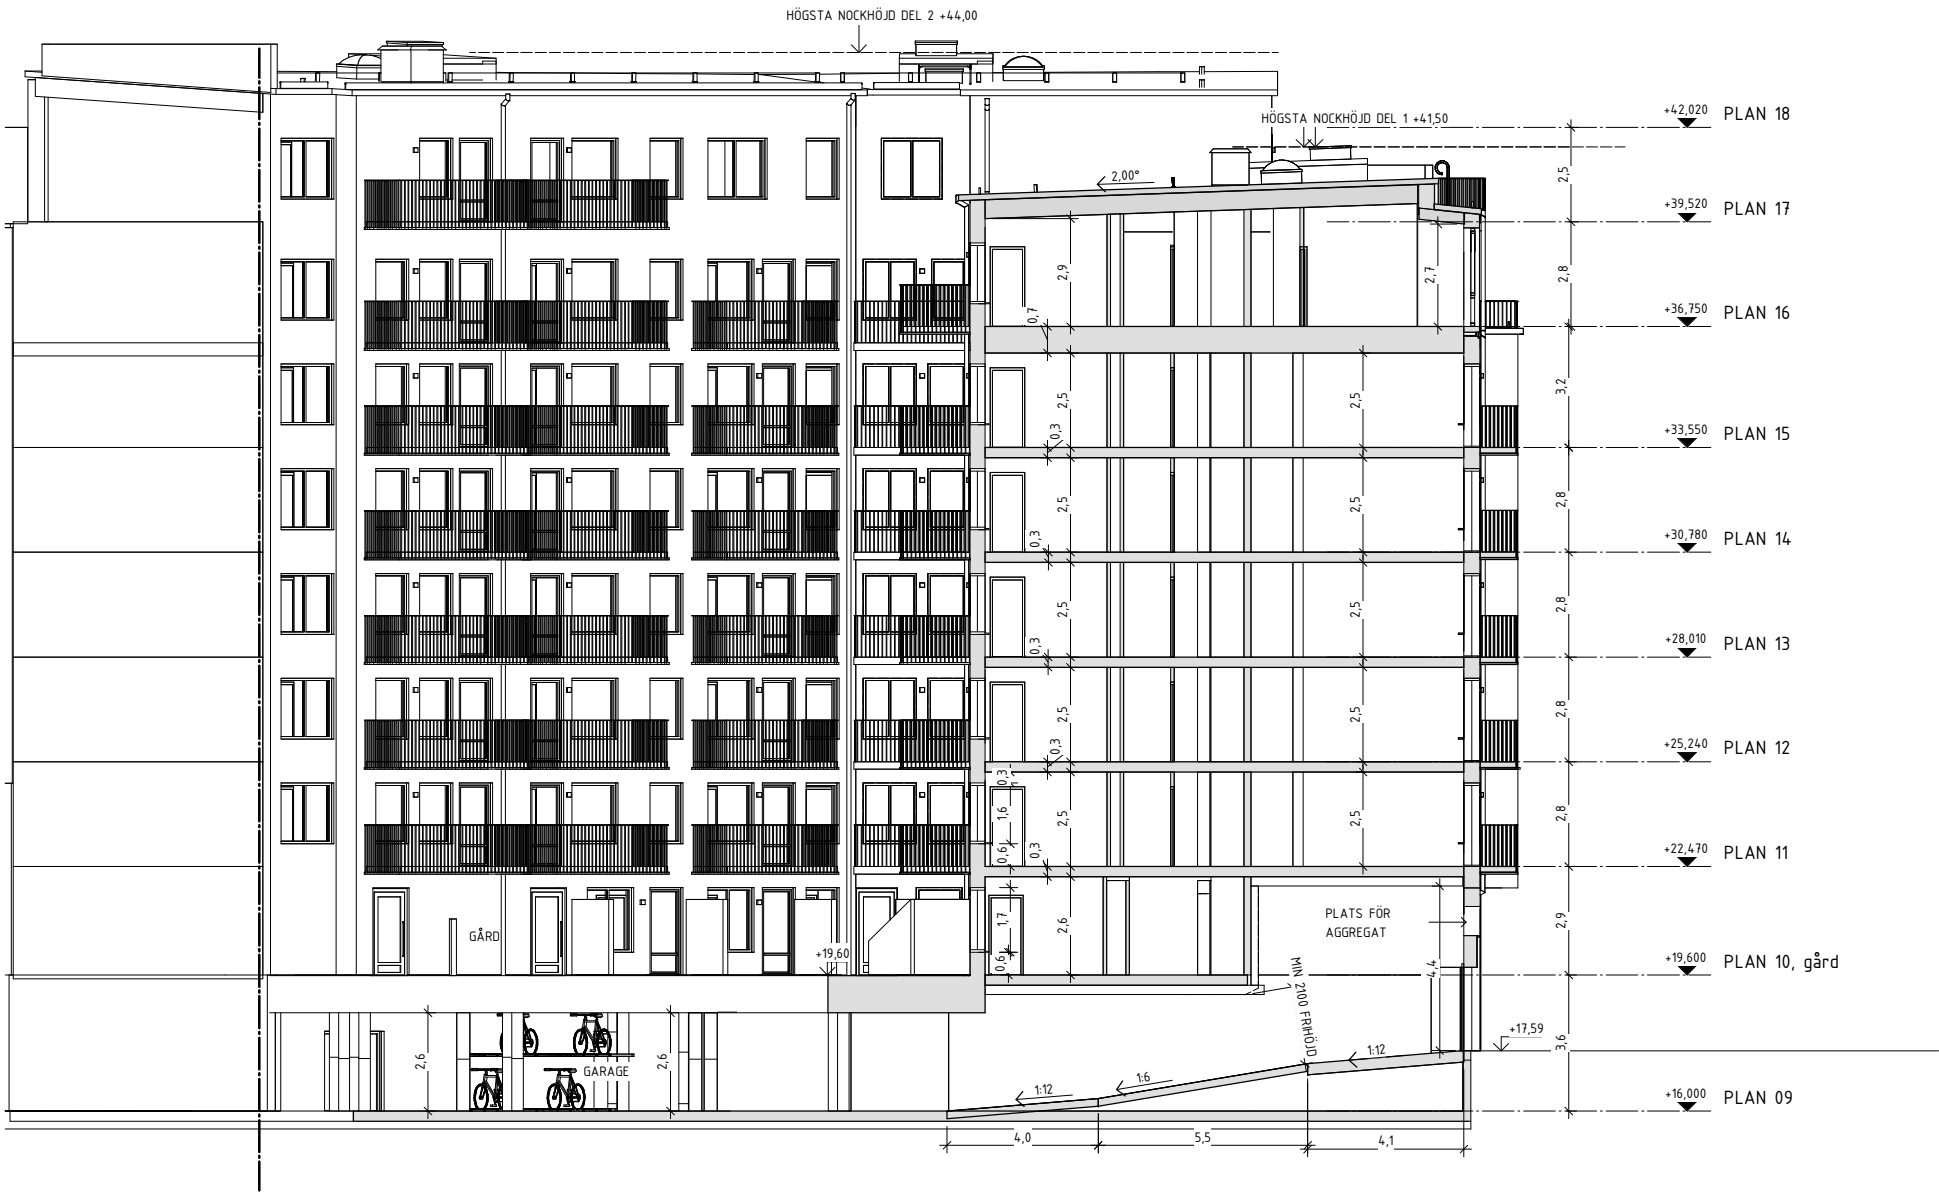 HÖGSTA NOCKHÖJD DEL 2 +44,00
+42,020 PLAN 18
HÖGSTA NOCKHÖJD DEL 1 +41,50
2,5
2,00°
+39,520 PLAN 17
2,9
2,7
2,8
0,7
+36,750 PLAN 16
2,5
2,5
3,2
0,3
+33,550 PLAN 15
2,5
2,5
2,8
0,3
+30,780 PLAN 14
2,5
2,5
2,8
0,3
+28,010 PLAN 13
2,5
2,5
2,8
0,3
+25,240 PLAN 12
0,3
1,6
2,5
2,5
2,8
0,6
0,3
+22,470 PLAN 11
PLATS FÖR
AGGREGAT
1,7
2,6
2,9
GÅRD
+19,60
0,6
4,4
+19,600 PLAN 10, gård
MIN 2100 FRIHÖJD
+17,59
3,6
2,6
2,6
GARAGE
1:12
1:6
1:12
+16,000 PLAN 09
4,0
5,5
4,1